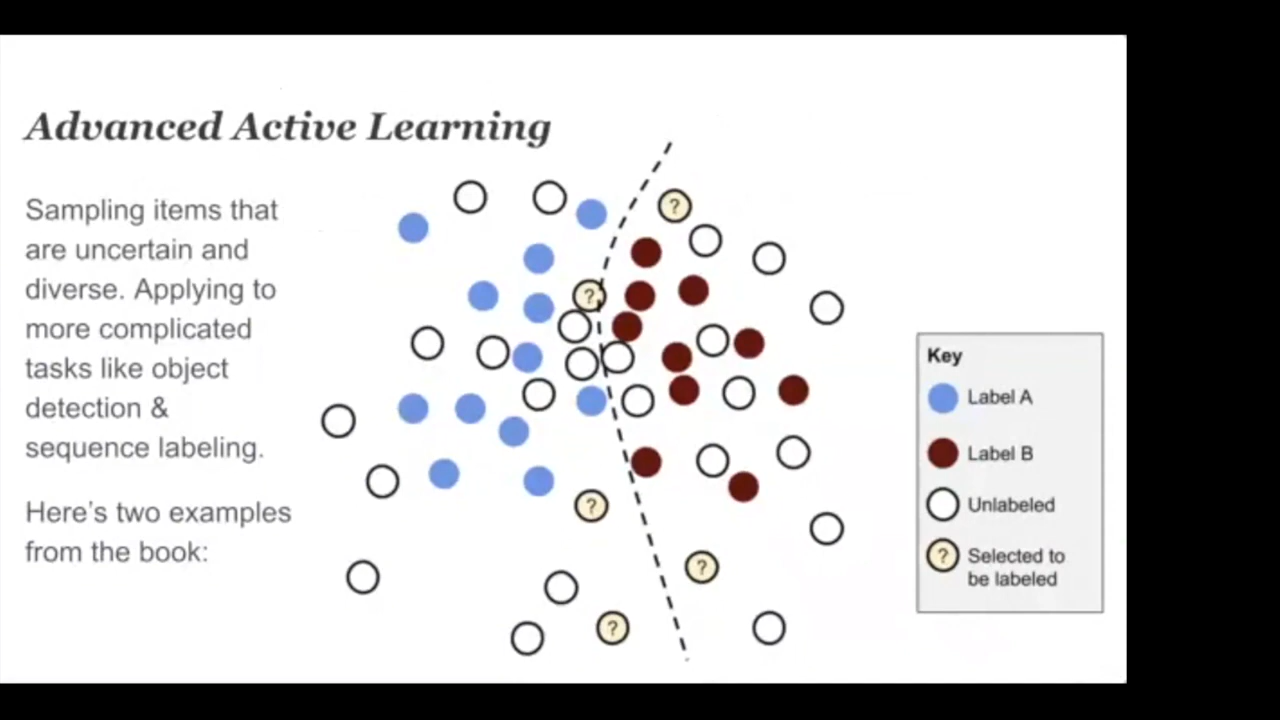 Advanced Active Learning
Sampling items that
are uncertain and
diverse. Applying to
more complicated
tasks like object
detection &
sequence labeling.
Here's two examples
from the book:
?
?
?
?
?
Key
Label A
Label B
Unlabeled
? Selected to
be labeled